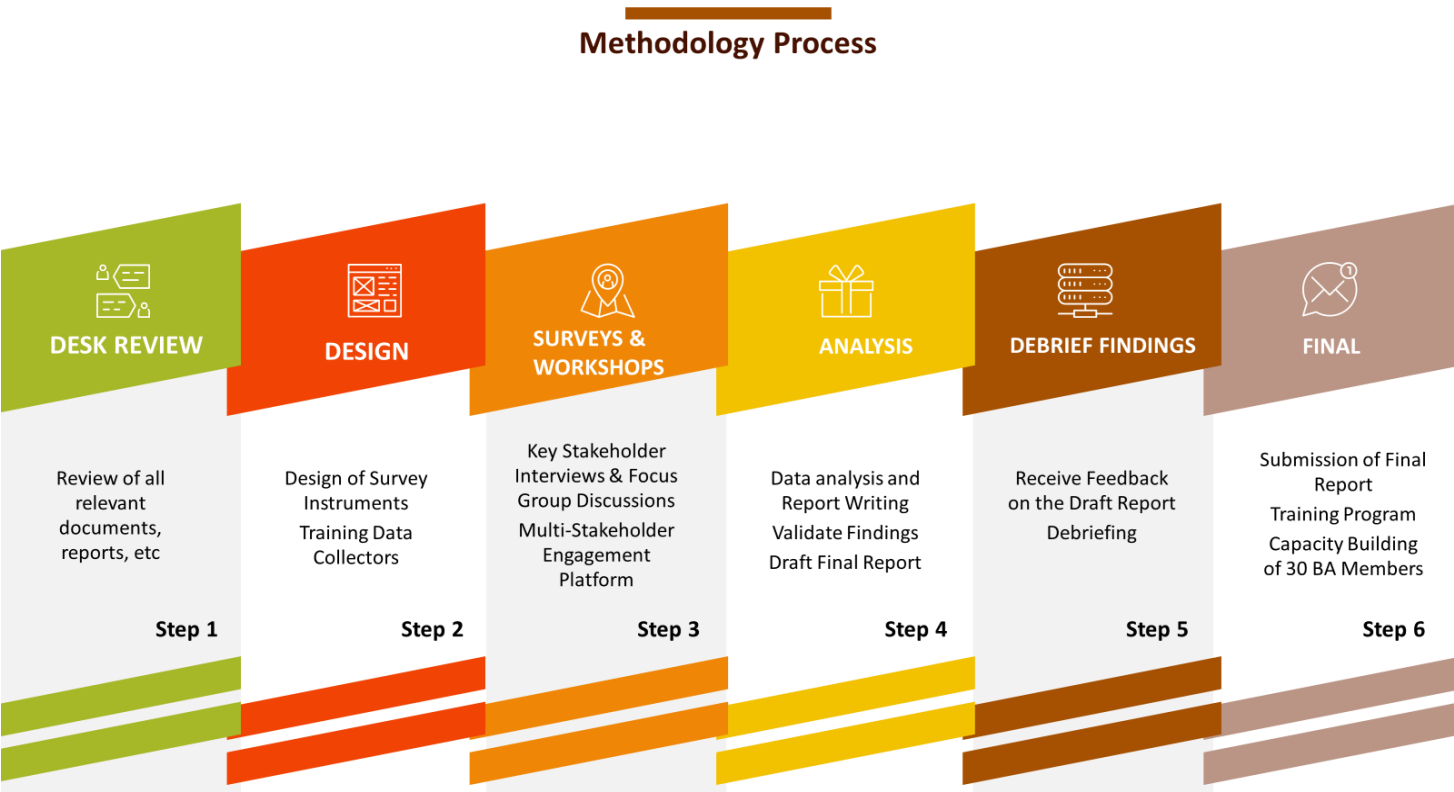 Methodology Process
DESK REVIEW
Review of all
relevant
documents,
reports, etc
Step 1
DESIGN
Design of Survey
Instruments
Training Data
Collectors
Step 2
SURVEYS &
WORKSHOPS
Key Stakeholder
Interviews & Focus
Group Discussions
Multi-Stakeholder
Engagement
Platform
Step 3
ANALYSIS
Data analysis and
Report Writing
Validate Findings
Draft Final Report
Step 4
DEBRIEF FINDINGS
Receive Feedback
on the Draft Report
Debriefing
Step 5
1
FINAL
Submission of Final
Report
Training Program
Capacity Building
of 30 BA Members
Step 6